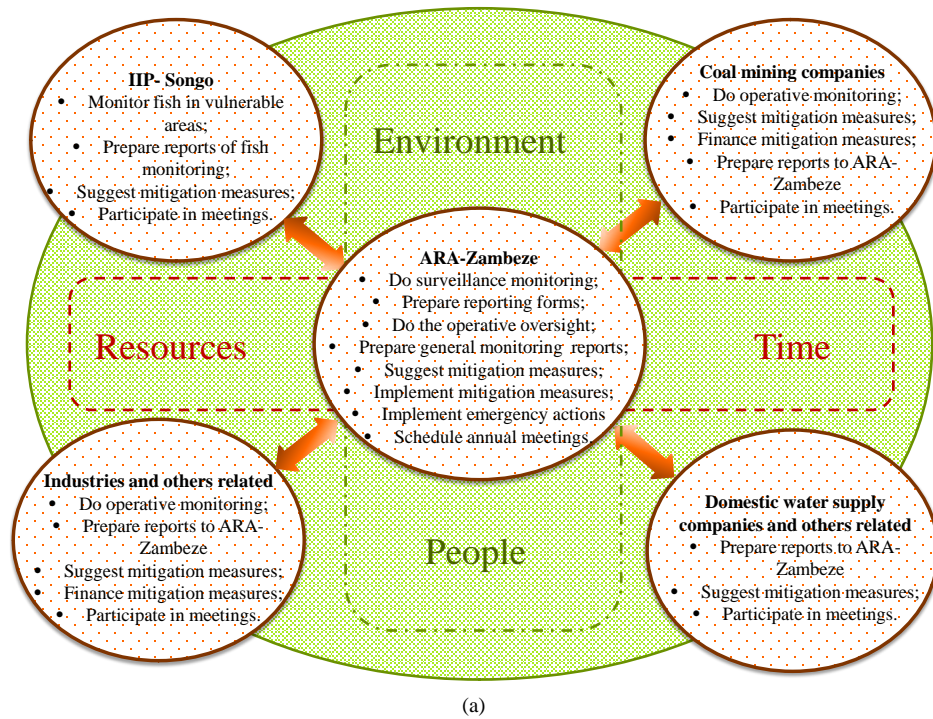 IIP- Songo
• Monitor fish in vulnerable
areas;
• Prepare reports of fish
monitoring;
• Suggest mitigation measures;
• Participate in meetings.
Environment
Coal mining companies
• Do operative monitoring;
• Suggest mitigation measures;
• Finance mitigation measures;
• Prepare reports to ARA-
Zambeze
• Participate in meetings.
Resources
ARA-Zambeze
• Do surveillance monitoring;
• Prepare reporting forms;
• Do the operative oversight;
• Prepare general monitoring reports;
• Suggest mitigation measures;
• Implement mitigation measures;
• Implement emergency actions
• Schedule annual meetings.
Time
Industries and others related
• Do operative monitoring;
• Prepare reports to ARA-
Zambeze
• Suggest mitigation measures;
• Finance mitigation measures;
• Participate in meetings.
People
Domestic water supply
companies and others related
• Prepare reports to ARA-
Zambeze
• Suggest mitigation measures;
• Participate in meetings.
(a)